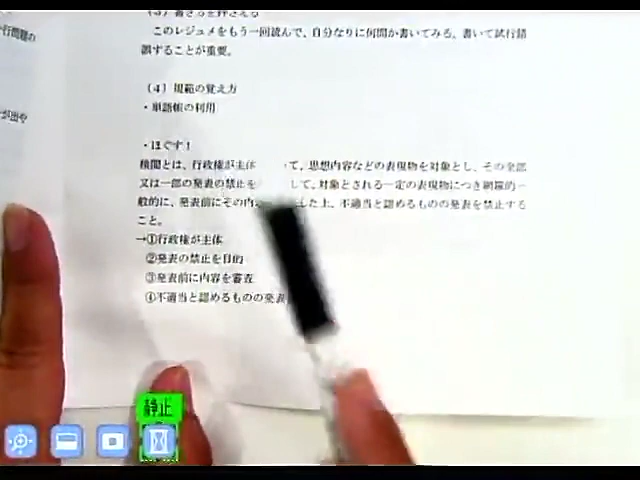 (3) 書き方を押さえる
このレジュメをもう一回読んで、自分なりに何問か書いてみる。書いて試行錯
誤することが重要。
(4) 規範の覚え方
・単語帳の利用
・ほぐす！
検閲とは、行政権が主体 て、思想内容などの表現物を対象とし、その全部
又は一部の発表の禁止を して、対象とされる一定の表現物につき網羅的一
般的に、発表前にその内 した上、不適当と認めるものの発表を禁止する
こと。
→①行政権が主体
②発表の禁止を目的
③発表前に内容を審査
④不適当と認めるものの発表
静止